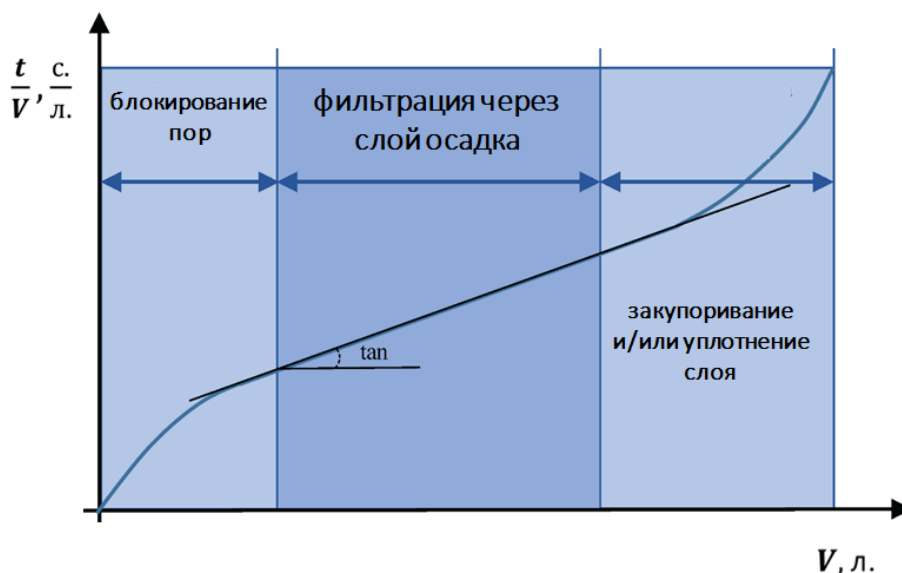 t/V, с./л.
блокирование
пор
фильтрация через
слой осадка
tan
закупоривание
и/или уплотнение
слоя
V, л.